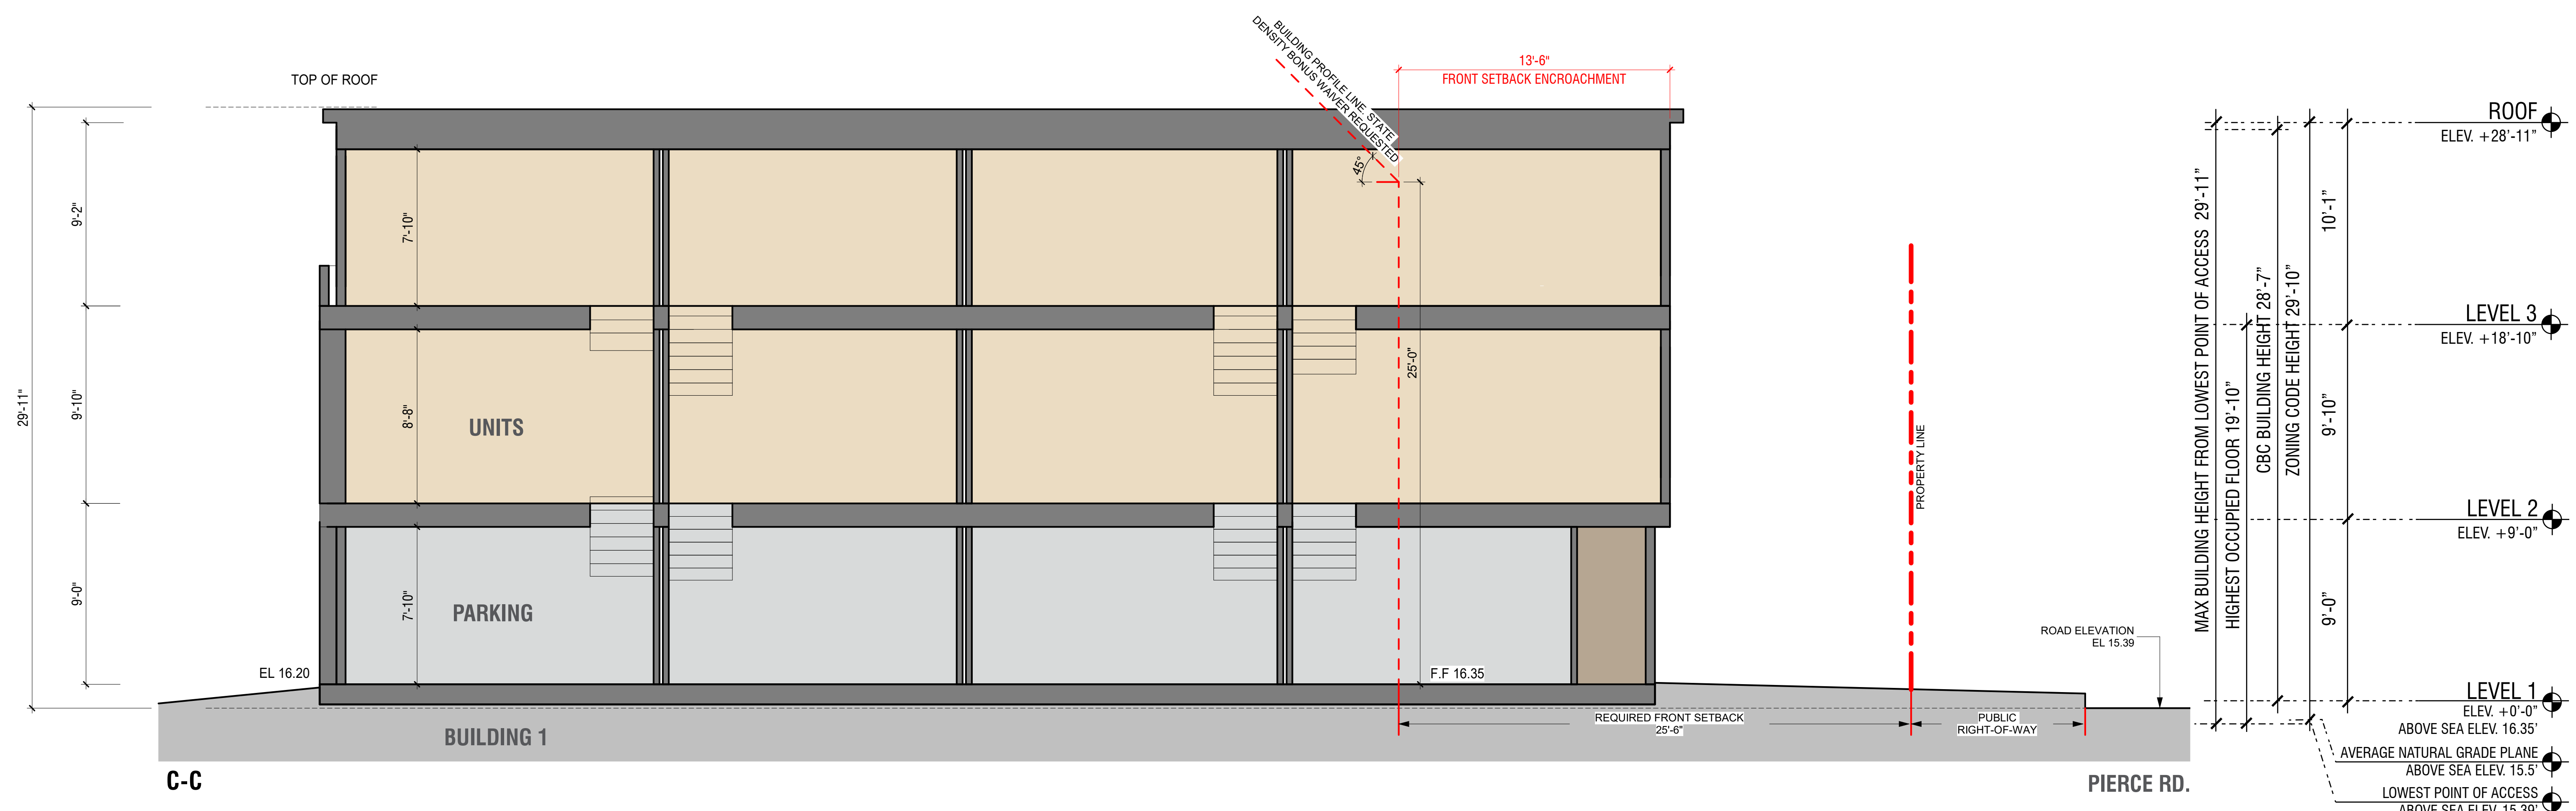 BUILDING PROFILE LINE. STATE
DENSITY BONUS WAIVER REQUESTED
13'-6"
FRONT SETBACK ENCROACHMENT
TOP OF ROOF
45°
29'-11"
9'-2"
9'-10"
9'-0"
7'-10"
8'-8"
7'-10"
25'-0"
UNITS
PARKING
EL 16.20
F.F 16.35
PROPERTY LINE
ROAD ELEVATION
EL 15.39
REQUIRED FRONT SETBACK
25'-6"
PUBLIC
RIGHT-OF-WAY
BUILDING 1
C-C
PIERCE RD.
MAX BUILDING HEIGHT FROM LOWEST POINT OF ACCESS 29'-11"
HIGHEST OCCUPIED FLOOR 19'-10"
CBC BUILDING HEIGHT 28'-7"
ZONING CODE HEIGHT 29'-10"
10'-1"
9'-10"
9'-0"
ROOF
ELEV. +28'-11"
LEVEL 3
ELEV. +18'-10"
LEVEL 2
ELEV. +9'-0"
LEVEL 1
ELEV. +0'-0"
ABOVE SEA ELEV. 16.35'
AVERAGE NATURAL GRADE PLANE
ABOVE SEA ELEV. 15.5'
LOWEST POINT OF ACCESS
ABOVE SEA ELEV. 15.39'